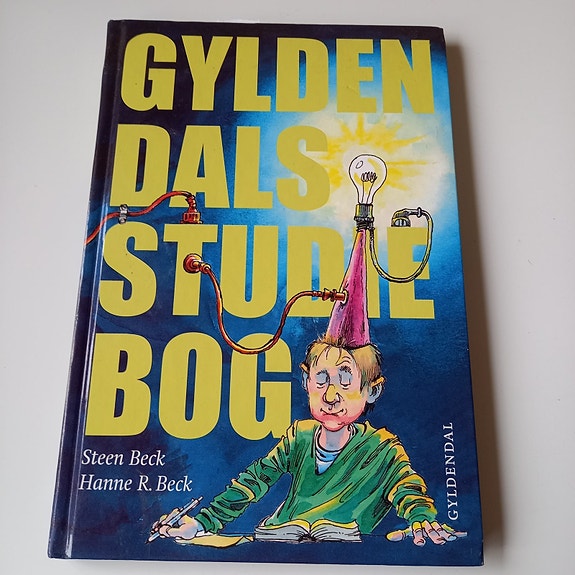 GYLDEN
DALS
STUDIE
BOG
Steen Beck
Hanne R. Beck
GYLDENDAL